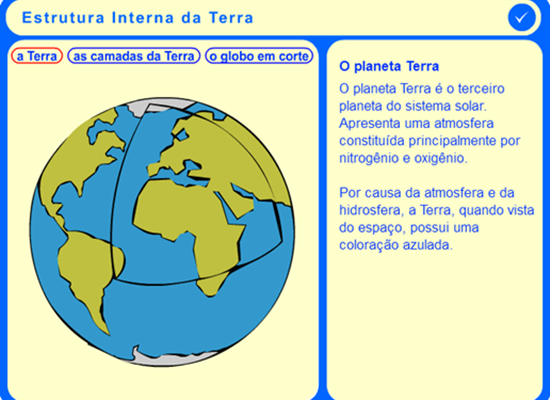 Estrutura Interna da Terra
a Terra
as camadas da Terra
o globo em corte
O planeta Terra
O planeta Terra é o terceiro
planeta do sistema solar.
Apresenta uma atmosfera
constituída principalmente por
nitrogênio e oxigênio.
Por causa da atmosfera e da
hidrosfera, a Terra, quando vista
do espaço, possui uma
coloração azulada.